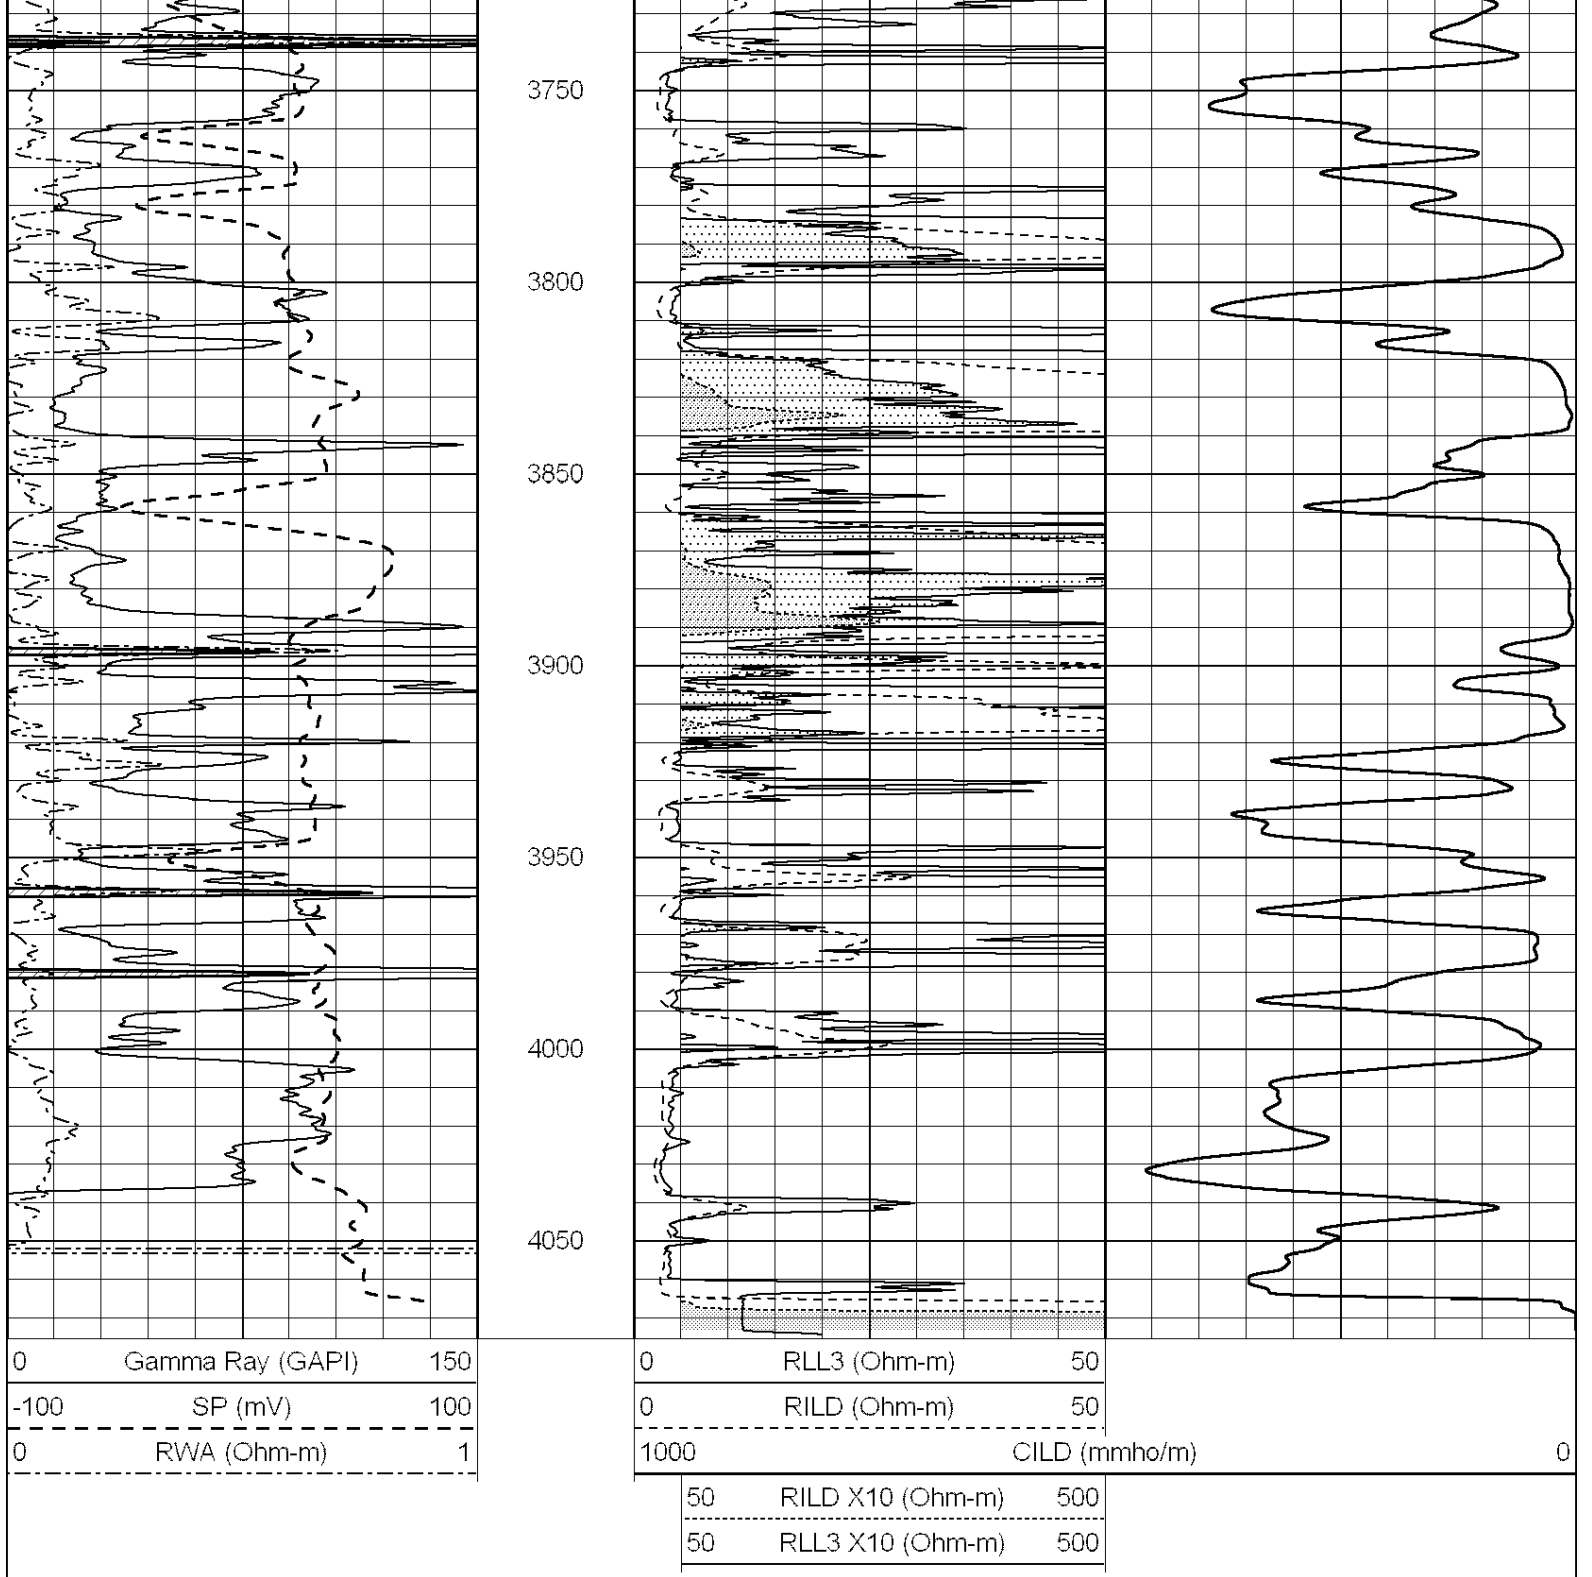 3750
3800
3850
3900
3950
4000
4050
0 Gamma Ray (GAPI) 150
-100 SP (mV) 100
0 RWA (Ohm-m) 1
0 RLL3 (Ohm-m) 50
0 RILD (Ohm-m) 50
1000 CILD (mmho/m) 0
50 RILD X10 (Ohm-m) 500
50 RLL3 X10 (Ohm-m) 500